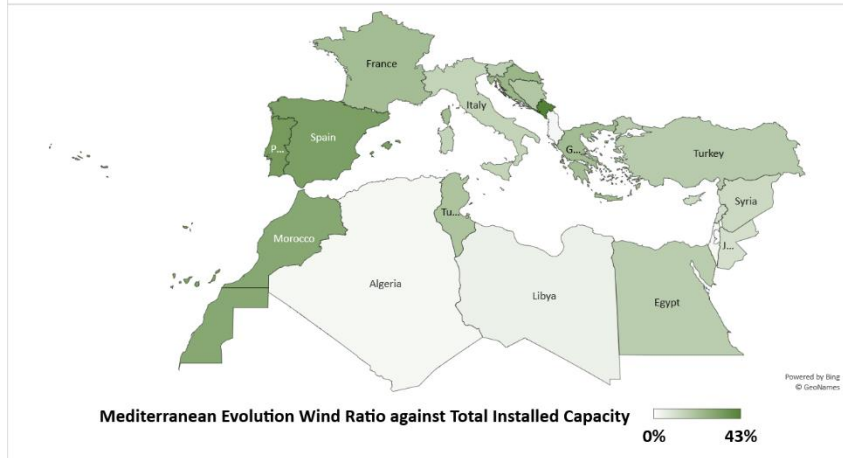 France
Italy
P...
Spain
G...
Turkey
Tu...
Syria
J...
Morocco
Algeria
Libya
Egypt
Powered by Bing
© GeoNames
Mediterranean Evolution Wind Ratio against Total Installed Capacity
0% 43%